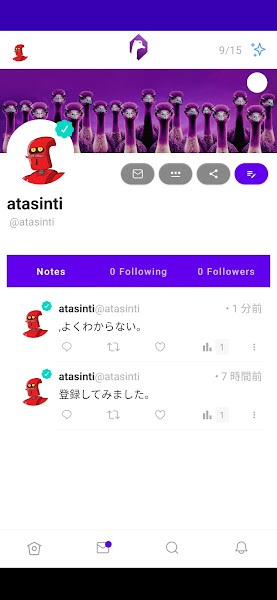 9/15
atasinti
@atasinti
Notes
0 Following
0 Followers
atasinti@atasinti
• 1 分前
,よくわからない。
1
atasinti@atasinti
• 7 時間前
登録してみました。
1